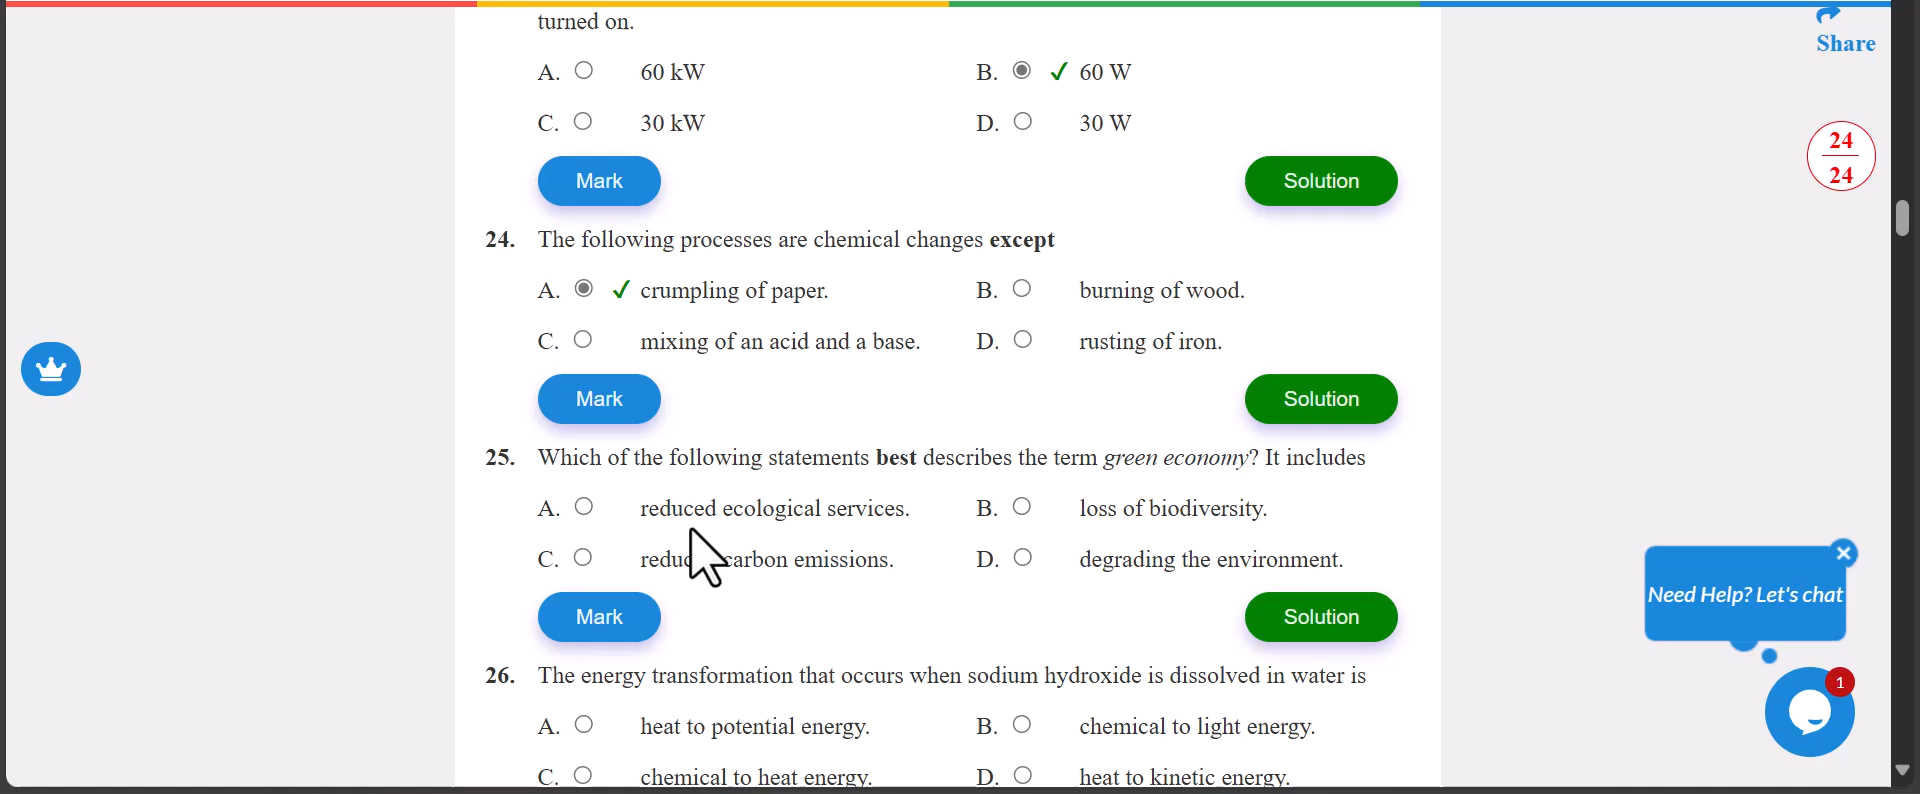 turned on.
Share
A. 60 kW B. ✓ 60 W
C. 30 kW D. 30 W
24
24
Mark Solution
24. The following processes are chemical changes except
A. ✓ crumpling of paper. B. burning of wood.
C. mixing of an acid and a base. D. rusting of iron.
Mark Solution
25. Which of the following statements best describes the term green economy? It includes
A. reduced ecological services. B. loss of biodiversity.
C. carbon emissions. D. degrading the environment.
Need Help? Let's chat
Mark Solution
26. The energy transformation that occurs when sodium hydroxide is dissolved in water is
1
A. heat to potential energy. B. chemical to light energy.
C. chemical to heat energy. D. heat to kinetic energy.